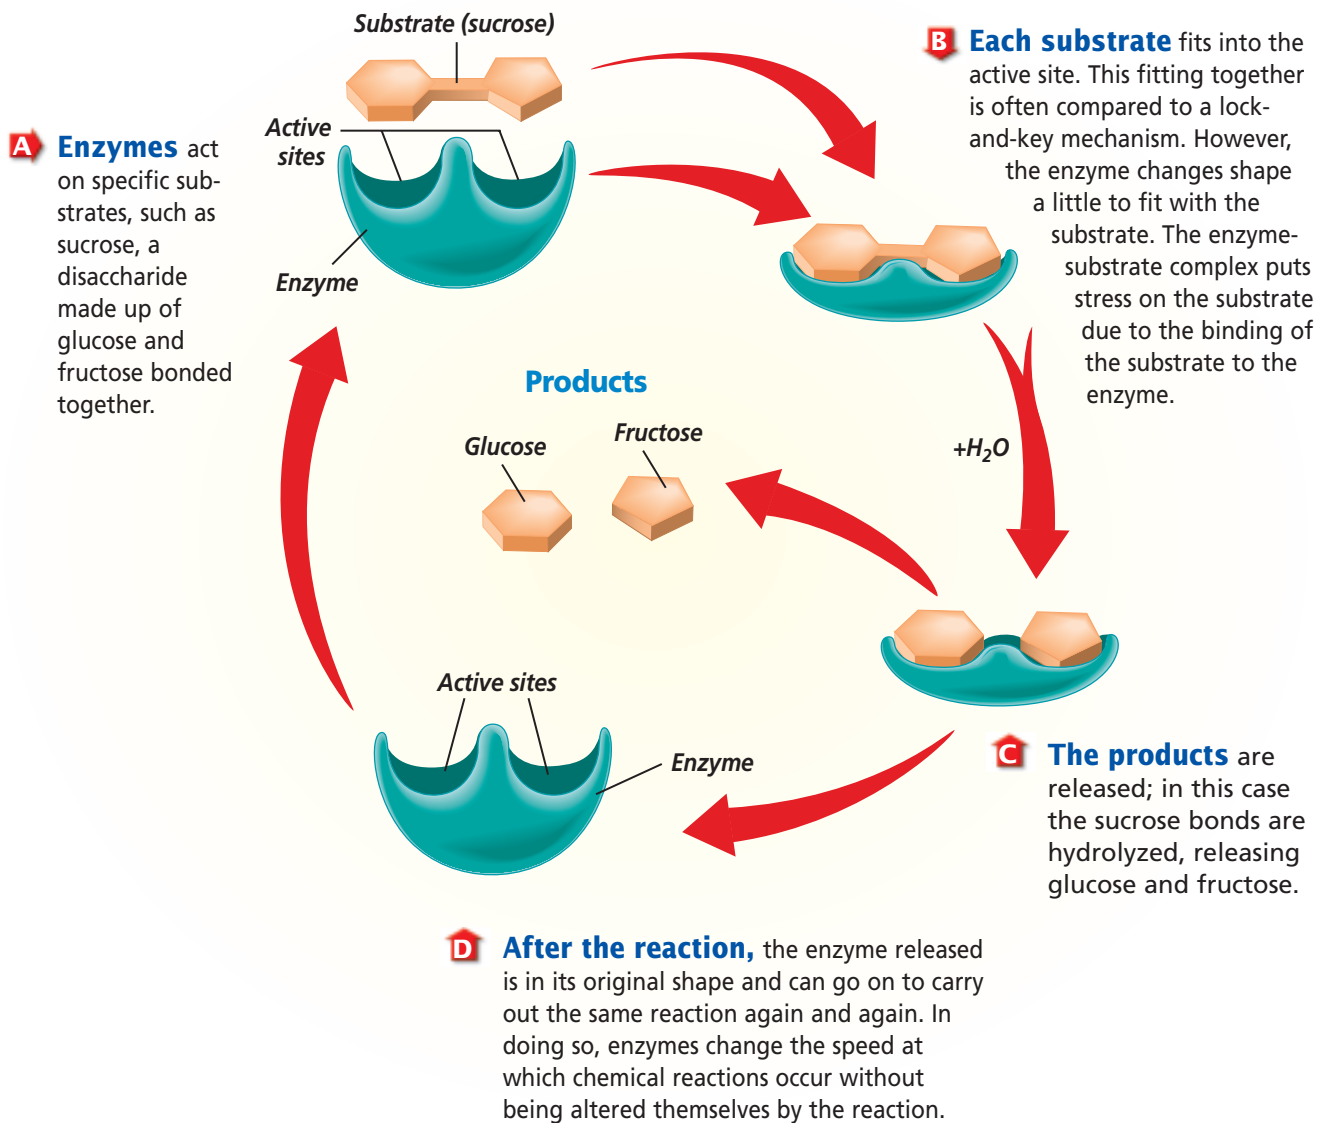 Substrate (sucrose)
Active
sites
Enzyme
A Enzymes act
on specific sub-
strates, such as
sucrose, a
disaccharide
made up of
glucose and
fructose bonded
together.
B Each substrate fits into the
active site. This fitting together
is often compared to a lock-
and-key mechanism. However,
the enzyme changes shape
a little to fit with the
substrate. The enzyme-
substrate complex puts
stress on the substrate
due to the binding of
the substrate to the
enzyme.
Products
Glucose
Fructose
+H₂O
Active sites
Enzyme
C The products are
released; in this case
the sucrose bonds are
hydrolyzed, releasing
glucose and fructose.
D After the reaction, the enzyme released
is in its original shape and can go on to carry
out the same reaction again and again. In
doing so, enzymes change the speed at
which chemical reactions occur without
being altered themselves by the reaction.